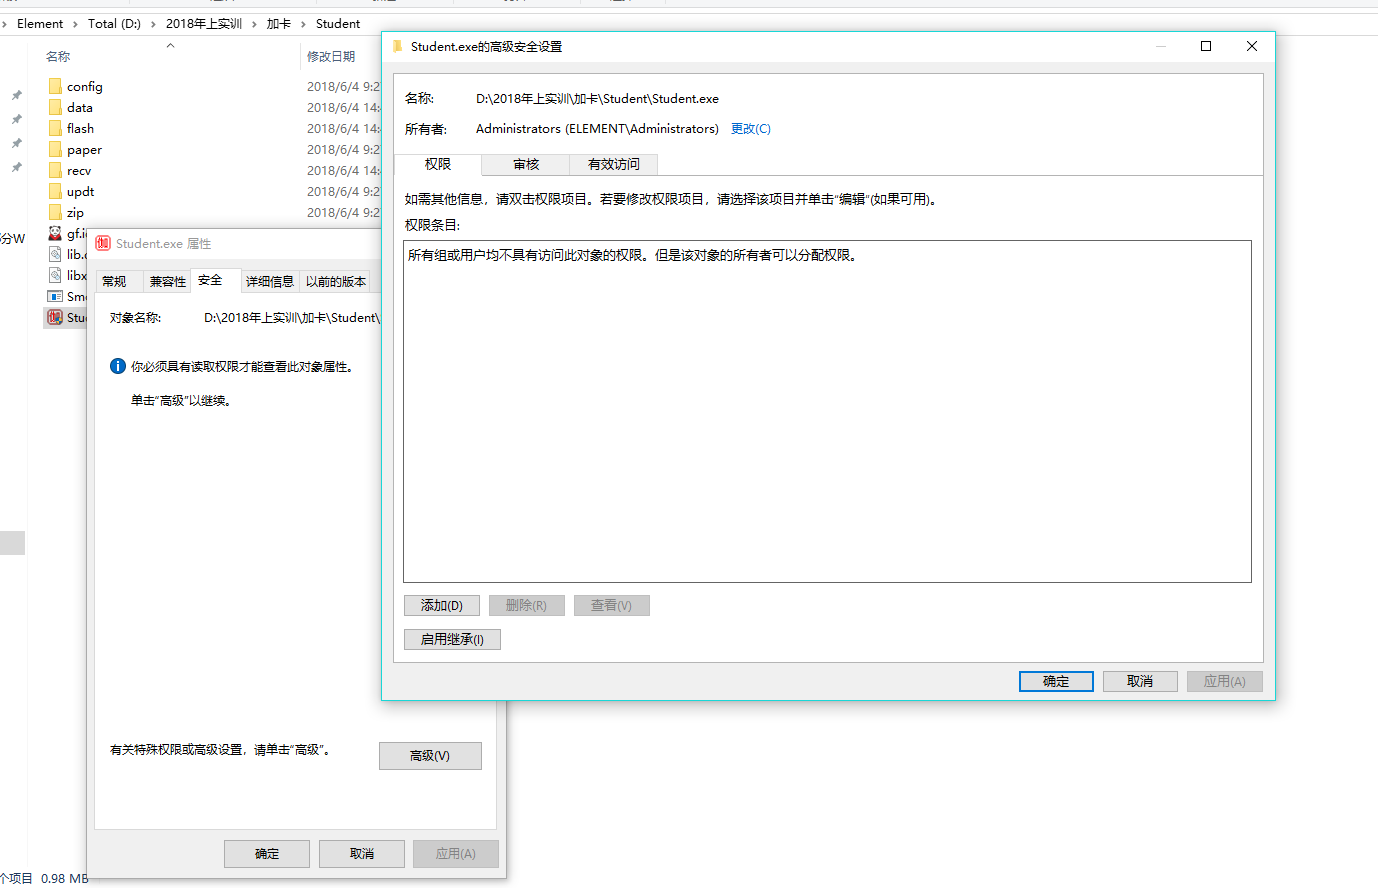 Element
Total (D:)
2018年上实训
加卡
Student
名称
修改日期
config
2018/6/4 9:2
data
2018/6/4 14:
flash
2018/6/4 14:
paper
2018/6/4 9:2
recv
2018/6/4 14:
updt
2018/6/4 9:2
zip
2018/6/4 9:2
gf.i
lib.
libx
Sm
Stu
分W
个项目 0.98 MB
Student.exe 属性
常规
兼容性
安全
详细信息
以前的版本
对象名称:
D:\2018年上实训\加卡\Student\
你必须具有读取权限才能查看此对象属性。
单击“高级”以继续。
有关特殊权限或高级设置，请单击“高级”。
高级(V)
确定
取消
应用(A)
Student.exe的高级安全设置
名称:
D:\2018年上实训\加卡\Student\Student.exe
所有者:
Administrators (ELEMENT\Administrators)
更改(C)
权限
审核
有效访问
如需其他信息，请双击权限项目。若要修改权限项目，请选择该项目并单击“编辑”(如果可用)。
权限条目:
所有组或用户均不具有访问此对象的权限。但是该对象的所有者可以分配权限。
添加(D)
删除(R)
查看(V)
启用继承(I)
确定
取消
应用(A)